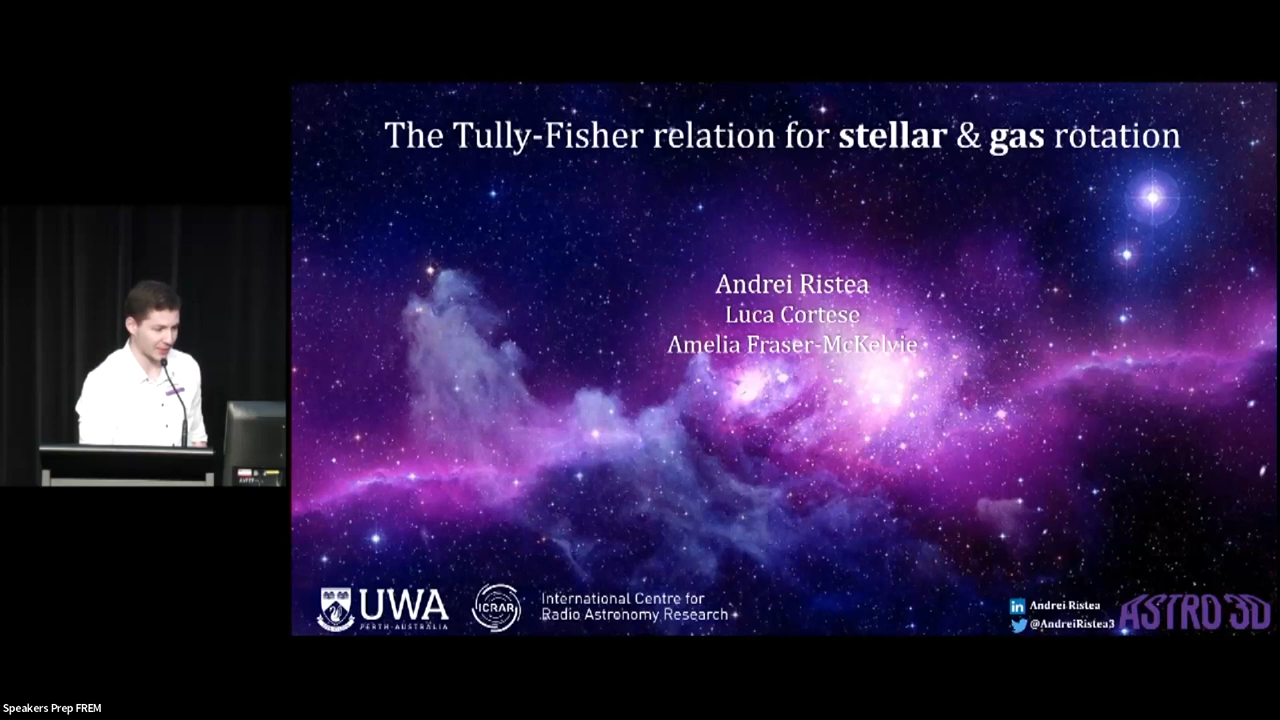 The Tully-Fisher relation for stellar & gas rotation
Andrei Ristea
Luca Cortese
Amelia Fraser-McKelvie
UWA
PERTH·AUSTRALIA
ICRAR
International Centre for
Radio Astronomy Research
in Andrei Ristea
@AndreiRistea3
ASTRO 3D
Speakers Prep FREM